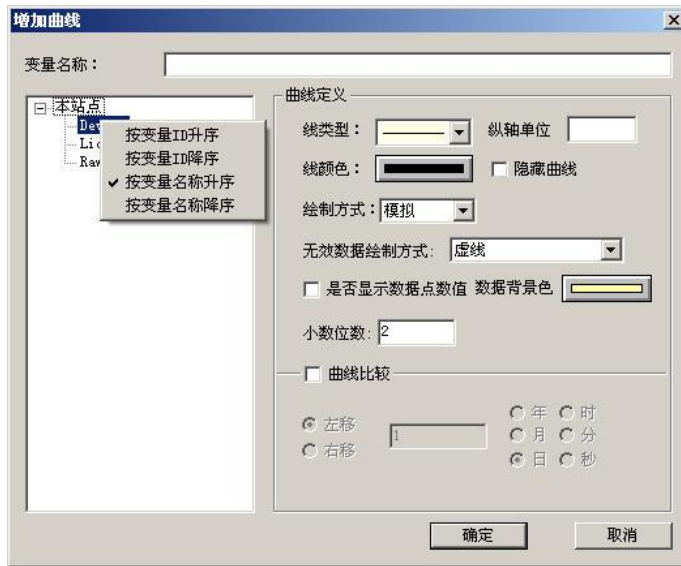 增加曲线
变量名称：
本站点
按变量ID升序
按变量ID降序
按变量名称升序
按变量名称降序
曲线定义
线类型： 纵轴单位
线颜色： 隐藏曲线
绘制方式：模拟
无效数据绘制方式: 虚线
是否显示数据点数值 数据背景色
小数位数: 2
曲线比较
左移 1 年 时
右移 月 分
日 秒
确定 取消